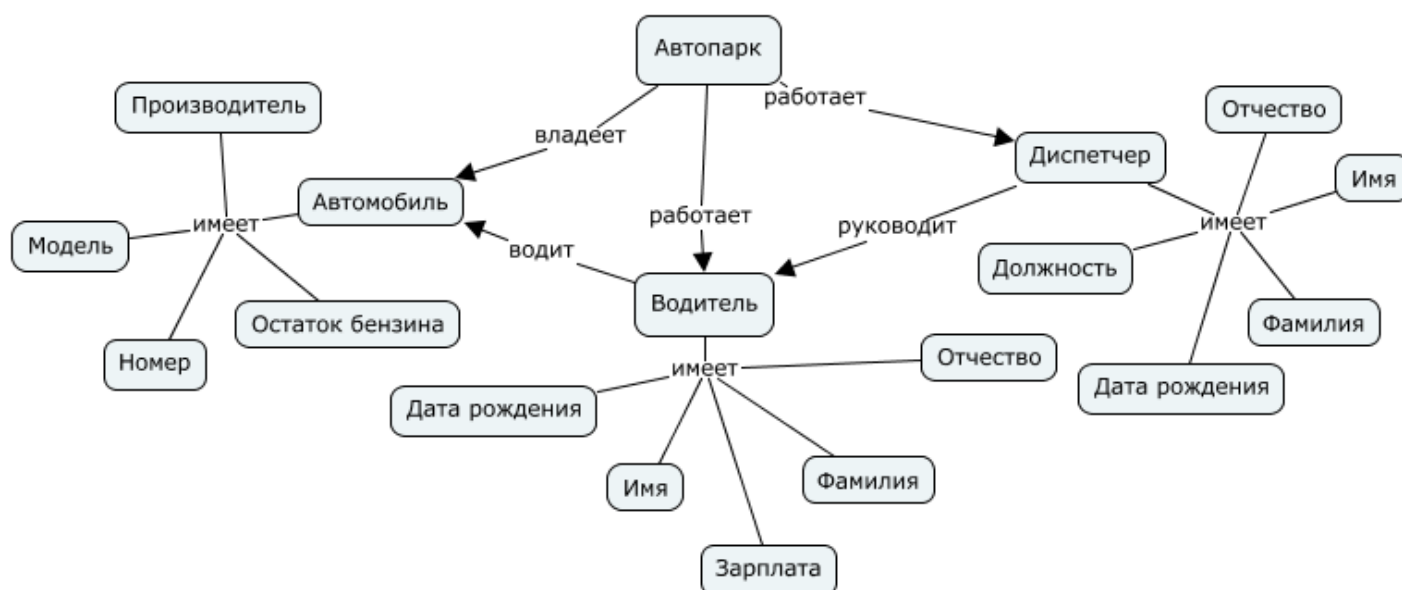 Автопарк
работает
Производитель
Отчество
владеет
Диспетчер
Имя
Автомобиль
имеет
работает
руководит
имеет
Модель
водит
Должность
Водитель
Остаток бензина
Фамилия
Номер
Отчество
имеет
Дата рождения
Дата рождения
Имя
Фамилия
Зарплата